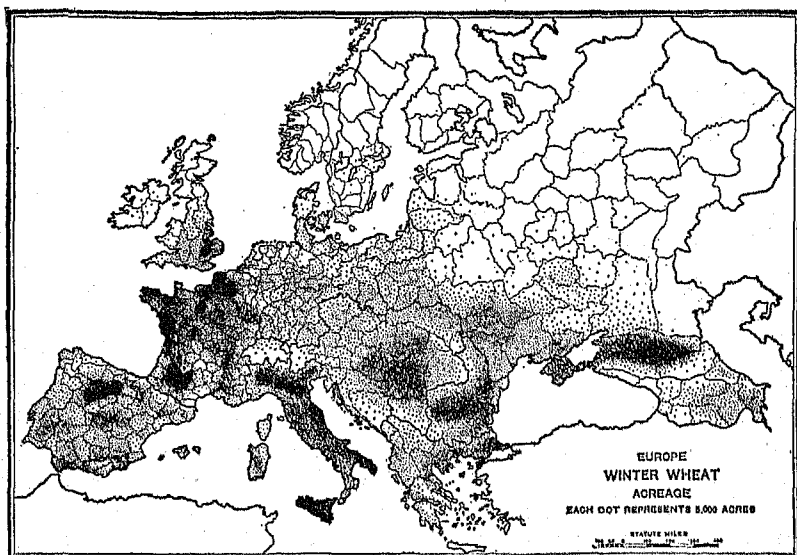 EUROPE
WINTER WHEAT
ACREAGE
EACH DOT REPRESENTS 5,000 ACRES
STATUTE MILES